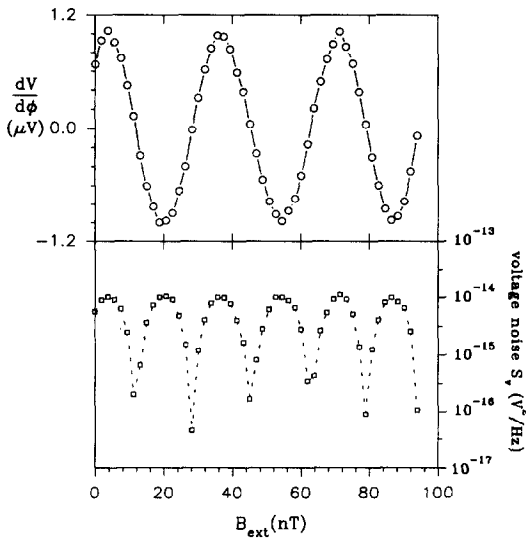 1.2
dV
dϕ
(μV)
0.0
−1.2
10⁻¹³
10⁻¹⁴
10⁻¹⁵
10⁻¹⁶
10⁻¹⁷
voltage noise Sᵥ (V²/Hz)
0 20 40 60 80 100
B_ext(nT)